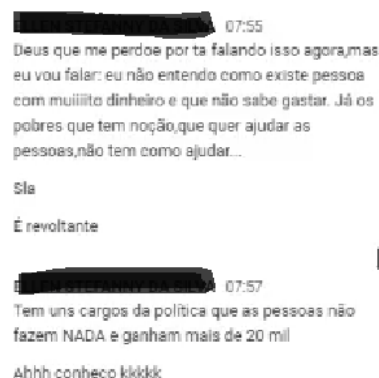 07:55
Deus que me perdoe por ta falando isso agora,mas
eu vou falar: eu não entendo como existe pessoa
com muiiiito dinheiro e que não sabe gastar. Já os
pobres que tem noção,que quer ajudar as
pessoas,não tem como ajudar...
Sla
É revoltante
07:57
Tem uns cargos da política que as pessoas não
fazem NADA e ganham mais de 20 mil
Ahhh conheço kkkkk